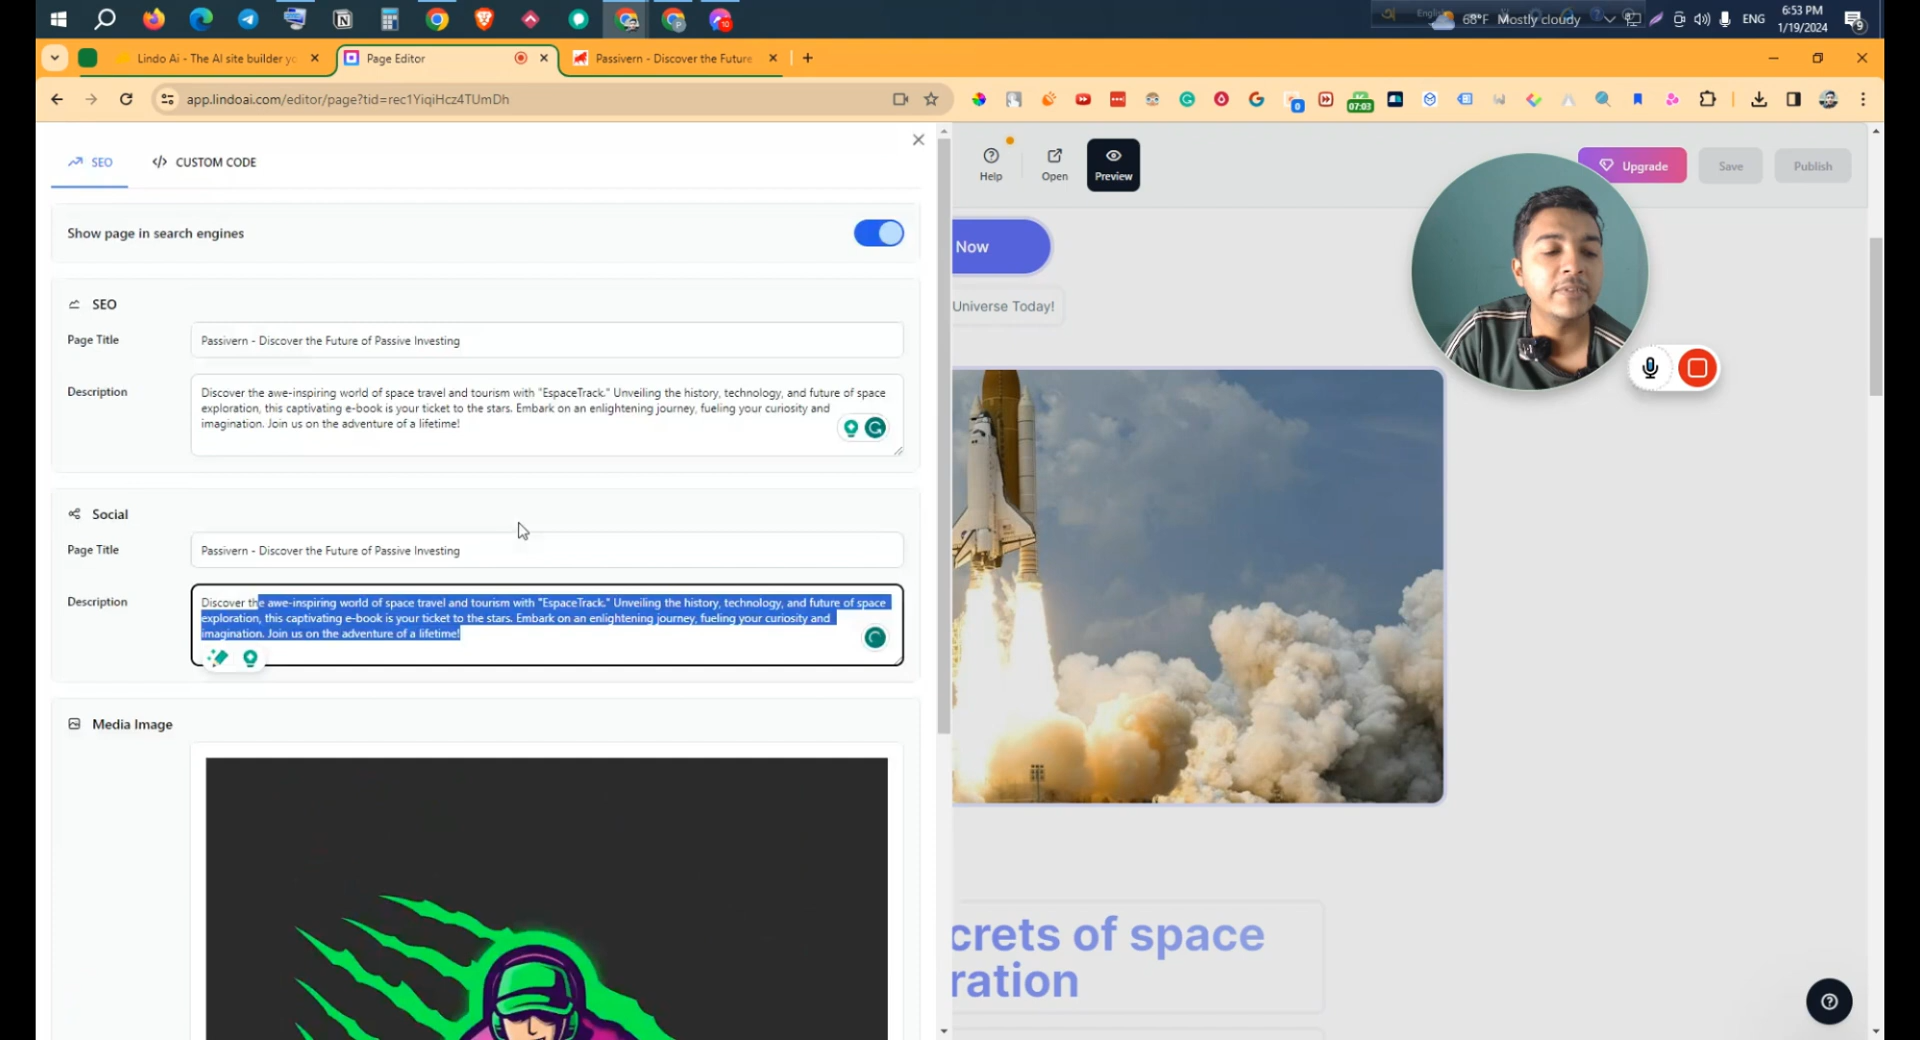 68°F Mostly cloudy
ENG
6:53 PM
1/19/2024
9
Lindo Ai - The AI site builder yo
Page Editor
Passivern - Discover the Future
app.lindoai.com/editor/page?tid=rec1YiqiHcz4TUmDh
0
07:03
SEO
CUSTOM CODE
Help
Open
Preview
Upgrade
Save
Publish
Show page in search engines
Now
Universe Today!
SEO
Page Title
Passivern - Discover the Future of Passive Investing
Description
Discover the awe-inspiring world of space travel and tourism with "EspaceTrack." Unveiling the history, technology, and future of space
exploration, this captivating e-book is your ticket to the stars. Embark on an enlightening journey, fueling your curiosity and
imagination. Join us on the adventure of a lifetime!
Social
Page Title
Passivern - Discover the Future of Passive Investing
Description
Discover the awe-inspiring world of space travel and tourism with "EspaceTrack." Unveiling the history, technology, and future of space
exploration, this captivating e-book is your ticket to the stars. Embark on an enlightening journey, fueling your curiosity and
imagination. Join us on the adventure of a lifetime!
Media Image
crets of space
ration